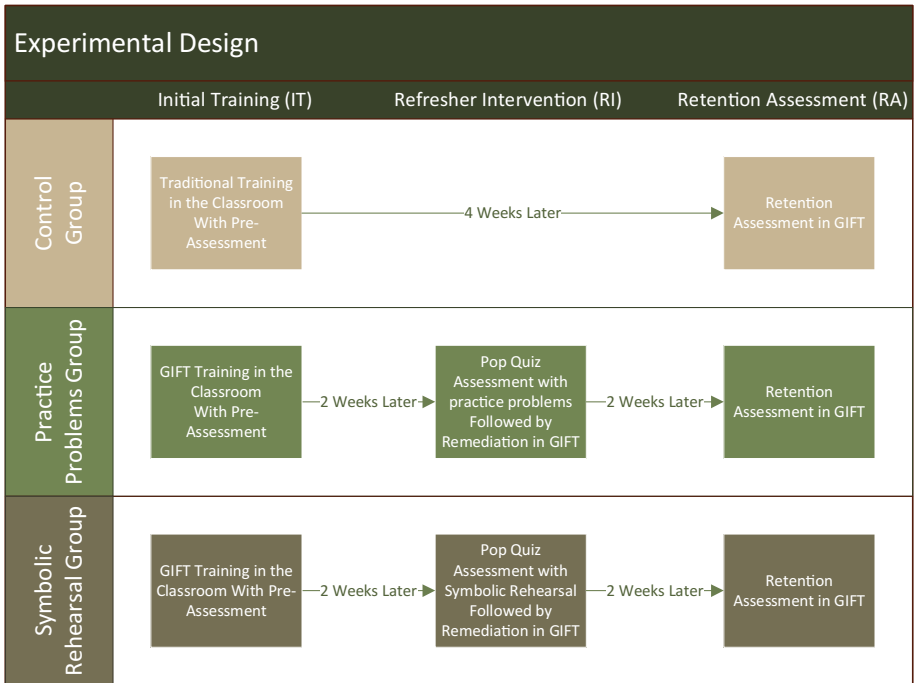 Experimental Design
Initial Training (IT)
Refresher Intervention (RI)
Retention Assessment (RA)
Control
Group
Traditional Training
in the Classroom
With Pre-
Assessment
4 Weeks Later
Retention
Assessment in GIFT
Practice
Problems Group
GIFT Training in the
Classroom
With Pre-
Assessment
2 Weeks Later
Pop Quiz
Assessment with
practice problems
Followed by
Remediation in GIFT
2 Weeks Later
Retention
Assessment in GIFT
Symbolic
Rehearsal Group
GIFT Training in the
Classroom With Pre-
Assessment
2 Weeks Later
Pop Quiz
Assessment with
Symbolic Rehearsal
Followed by
Remediation in GIFT
2 Weeks Later
Retention
Assessment in GIFT